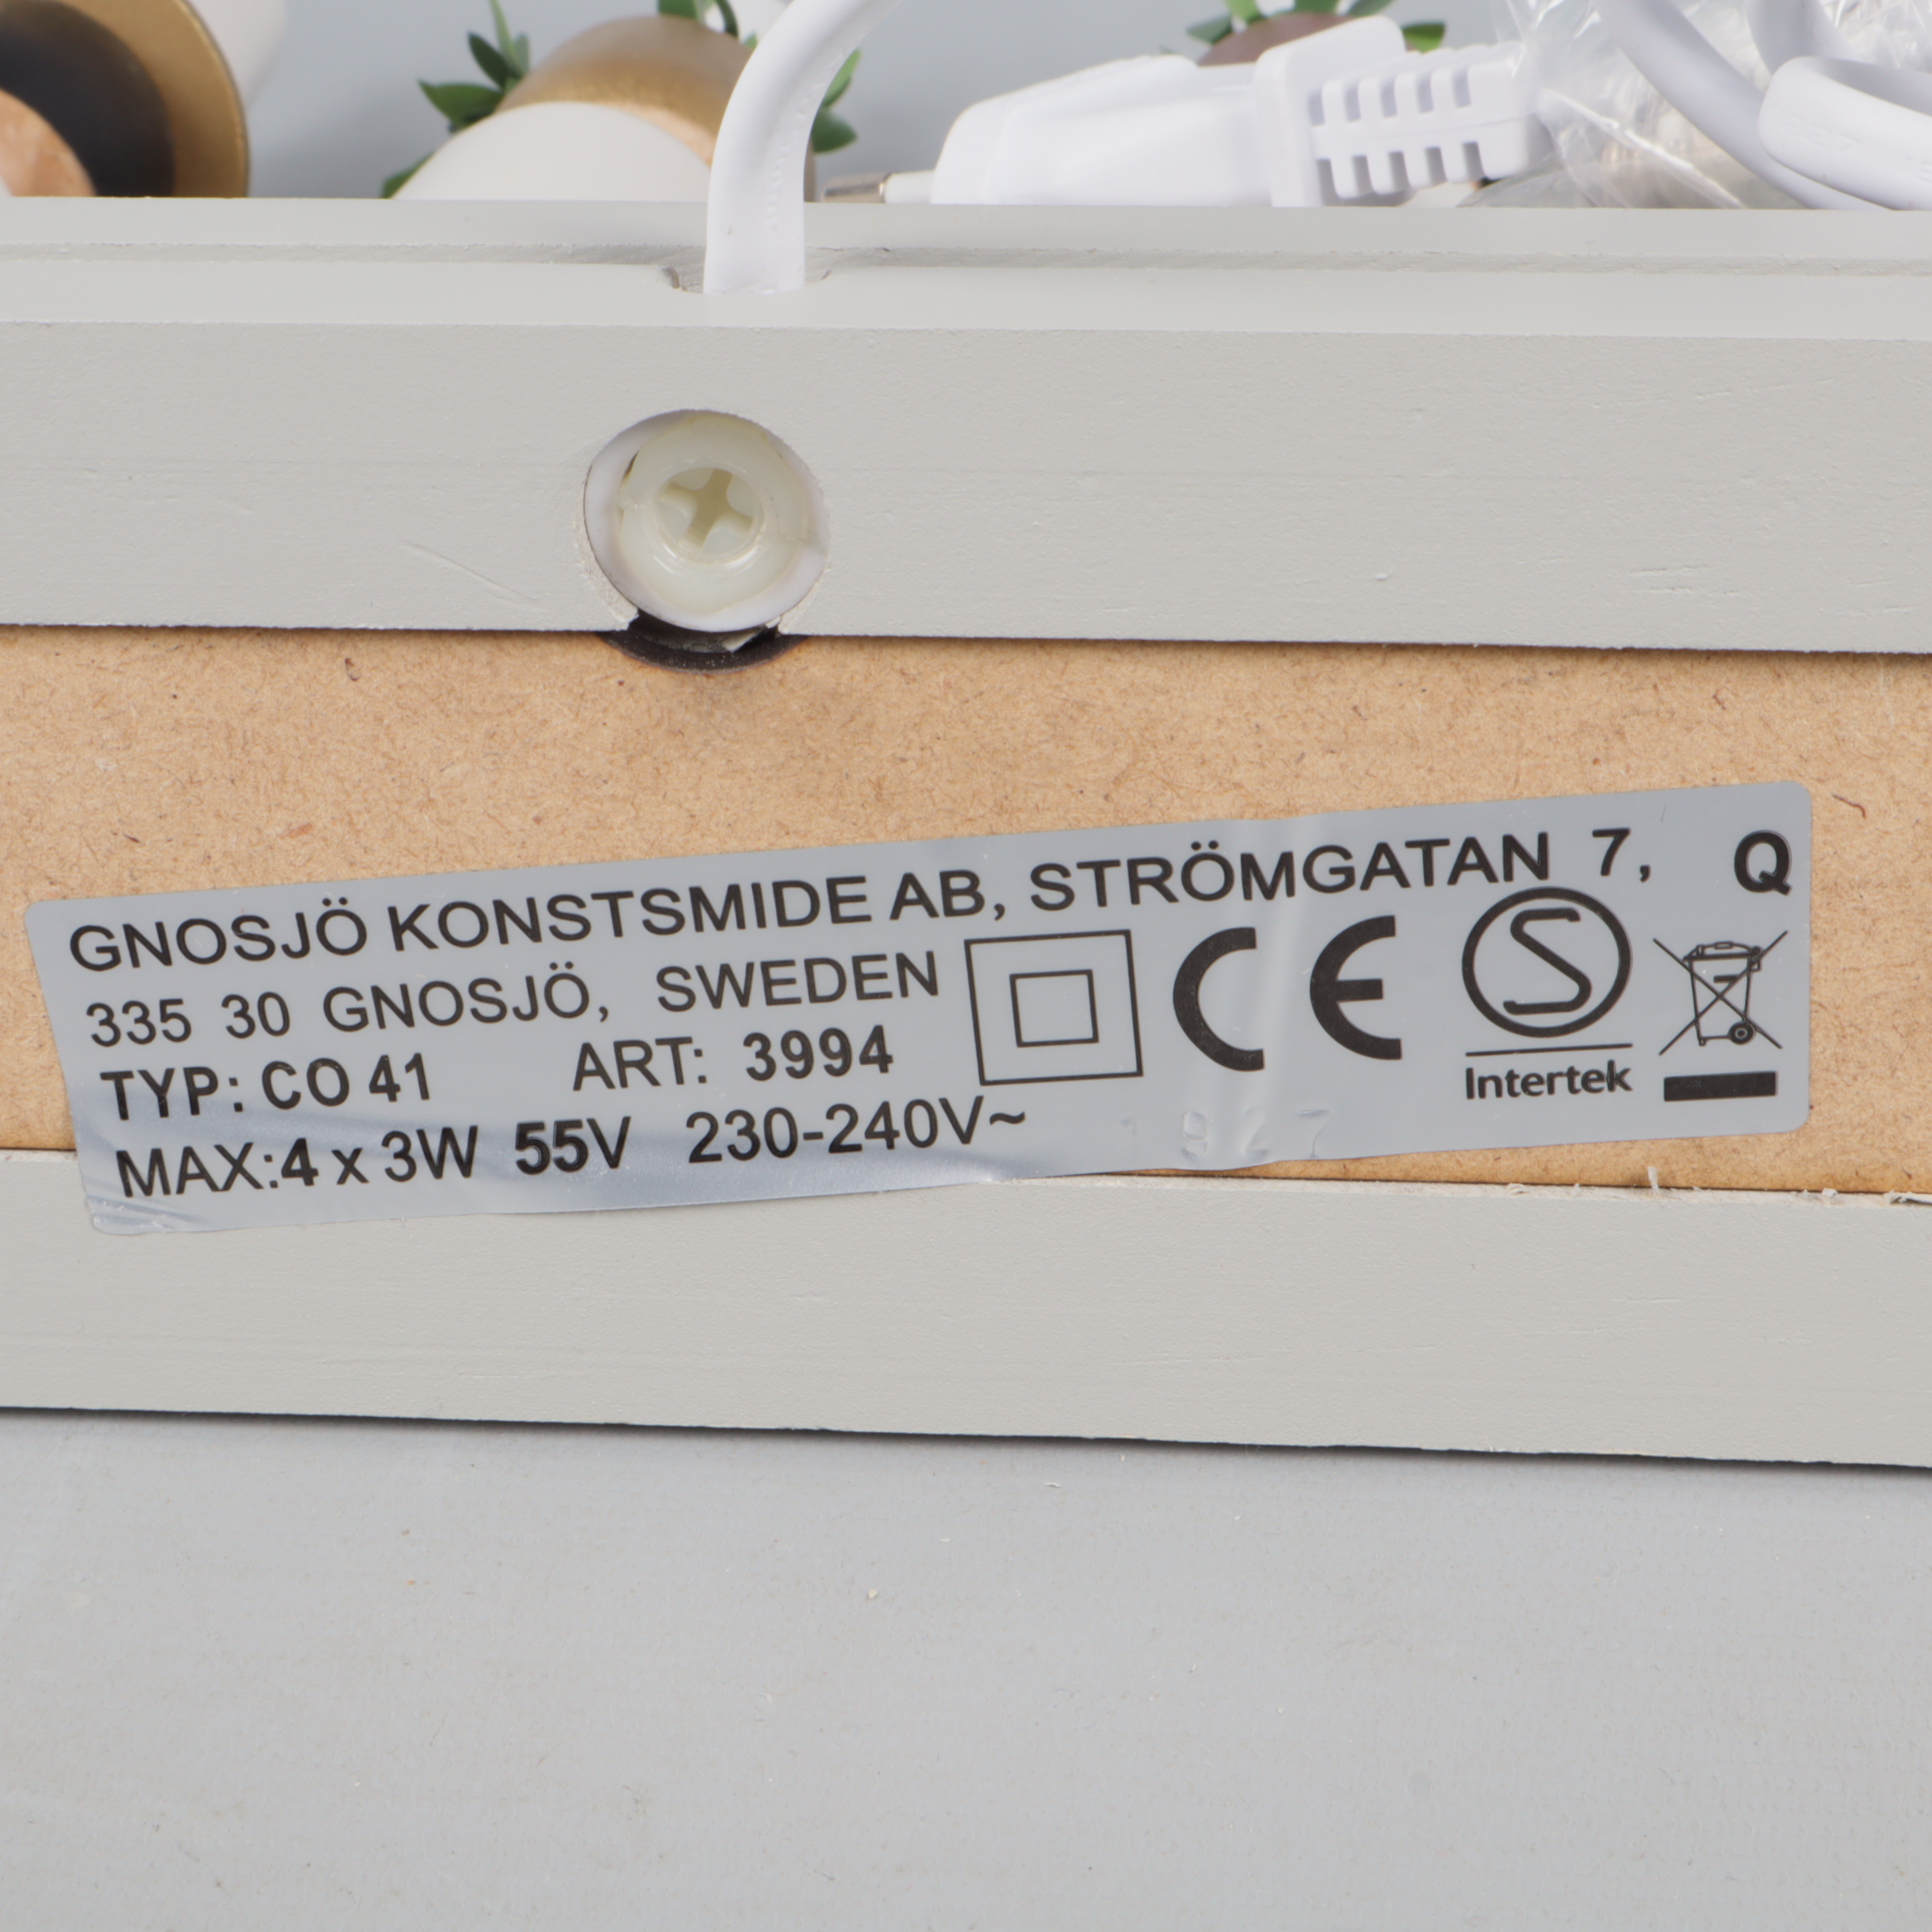 GNOSJÖ KONSTSMIDE AB, STRÖMGATAN 7, Q
335 30 GNOSJÖ, SWEDEN
TYP: CO 41 ART: 3994
MAX:4 x 3W 55V 230-240V~
CE
S
Intertek
1927